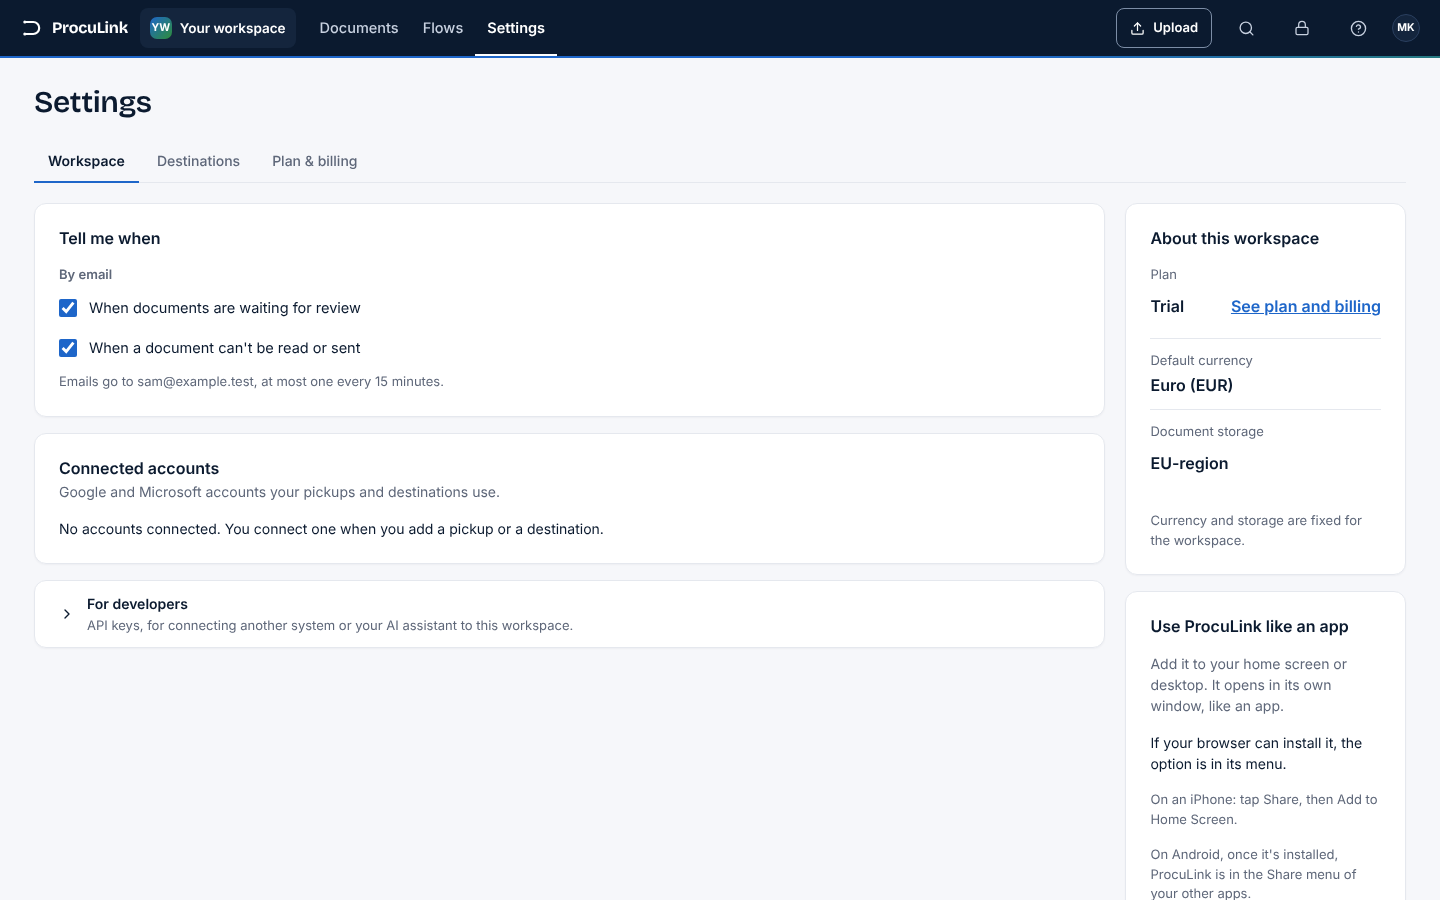 ProcuLink
YW Your workspace
Documents
Flows
Settings
Upload
MK
Settings
Workspace
Destinations
Plan & billing
Tell me when
By email
When documents are waiting for review
When a document can't be read or sent
Emails go to sam@example.test, at most one every 15 minutes.
Connected accounts
Google and Microsoft accounts your pickups and destinations use.
No accounts connected. You connect one when you add a pickup or a destination.
For developers
API keys, for connecting another system or your AI assistant to this workspace.
About this workspace
Plan
Trial
See plan and billing
Default currency
Euro (EUR)
Document storage
EU-region
Currency and storage are fixed for
the workspace.
Use ProcuLink like an app
Add it to your home screen or
desktop. It opens in its own
window, like an app.
If your browser can install it, the
option is in its menu.
On an iPhone: tap Share, then Add to
Home Screen.
On Android, once it's installed,
ProcuLink is in the Share menu of
your other apps.